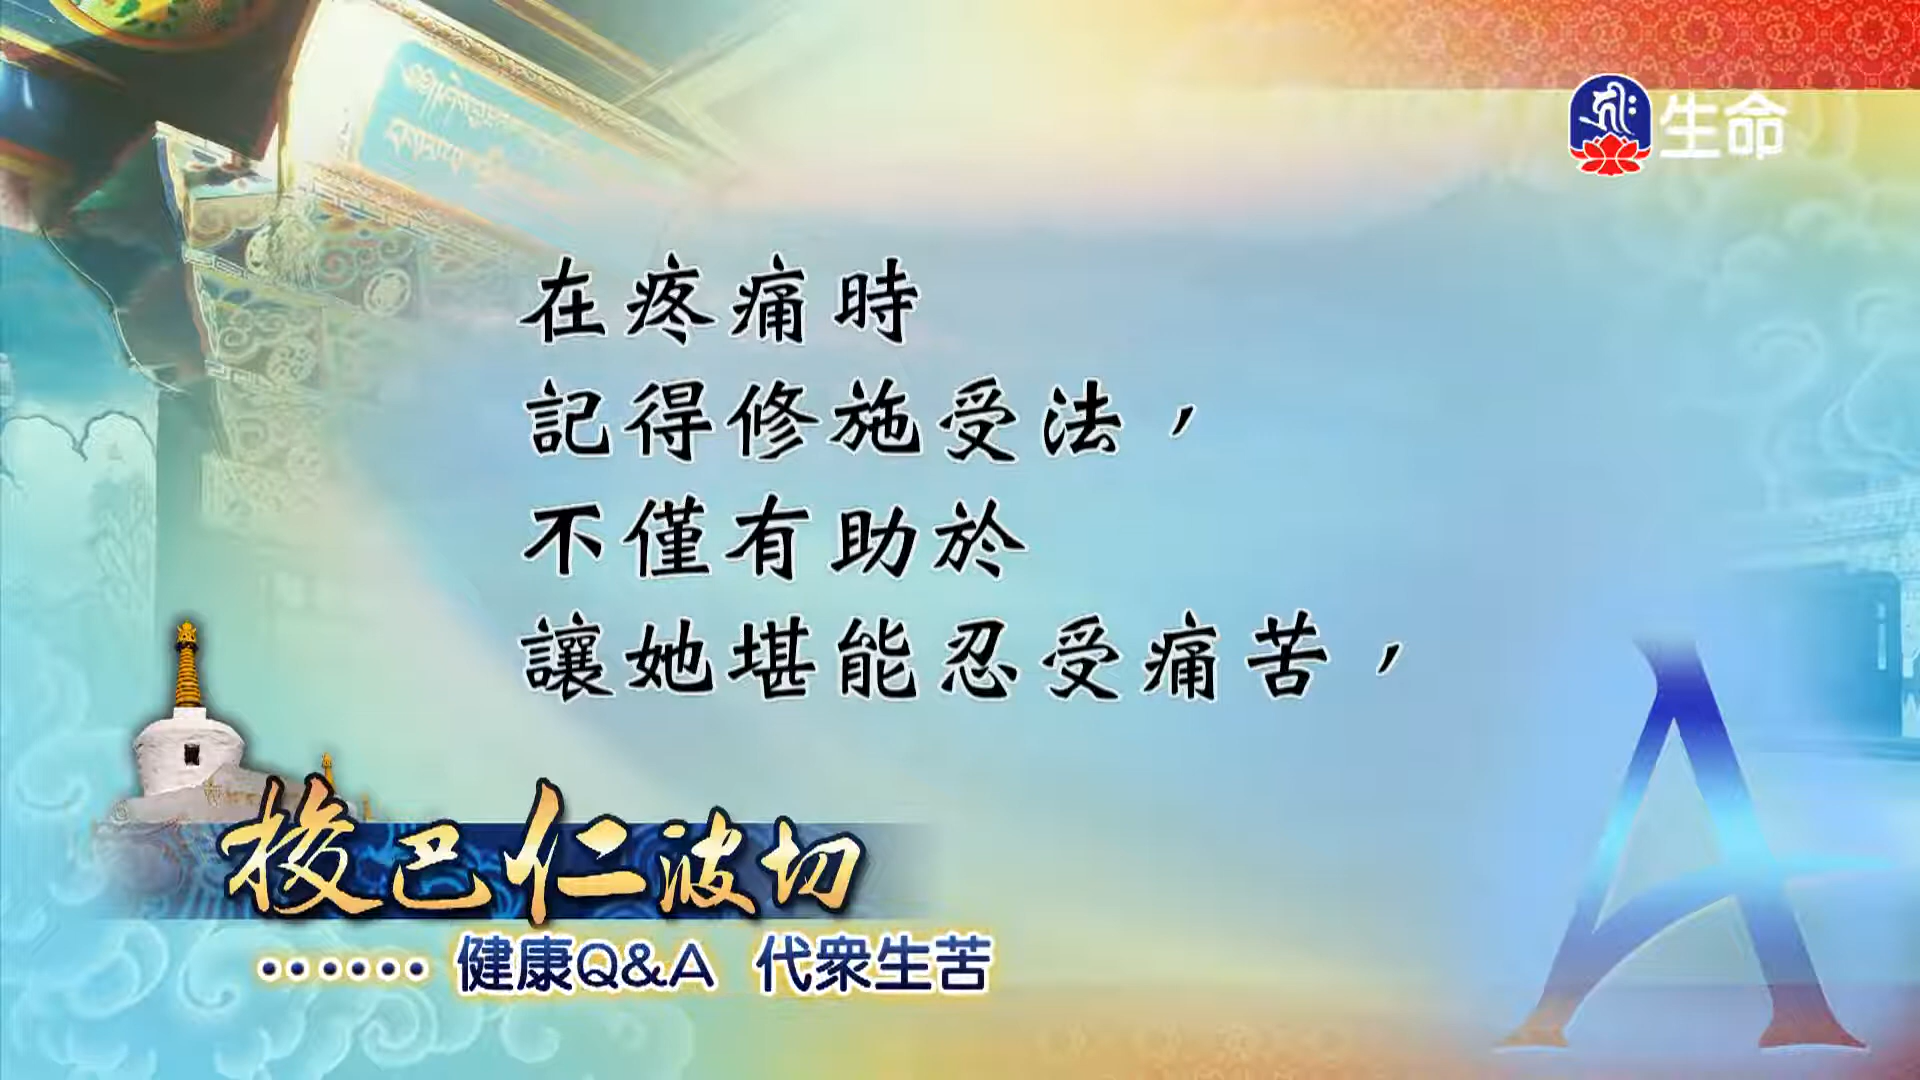 生命
在疼痛時
記得修施受法，
不僅有助於
讓她堪能忍受痛苦，
梭巴仁波切
......健康Q&A 代眾生苦
A